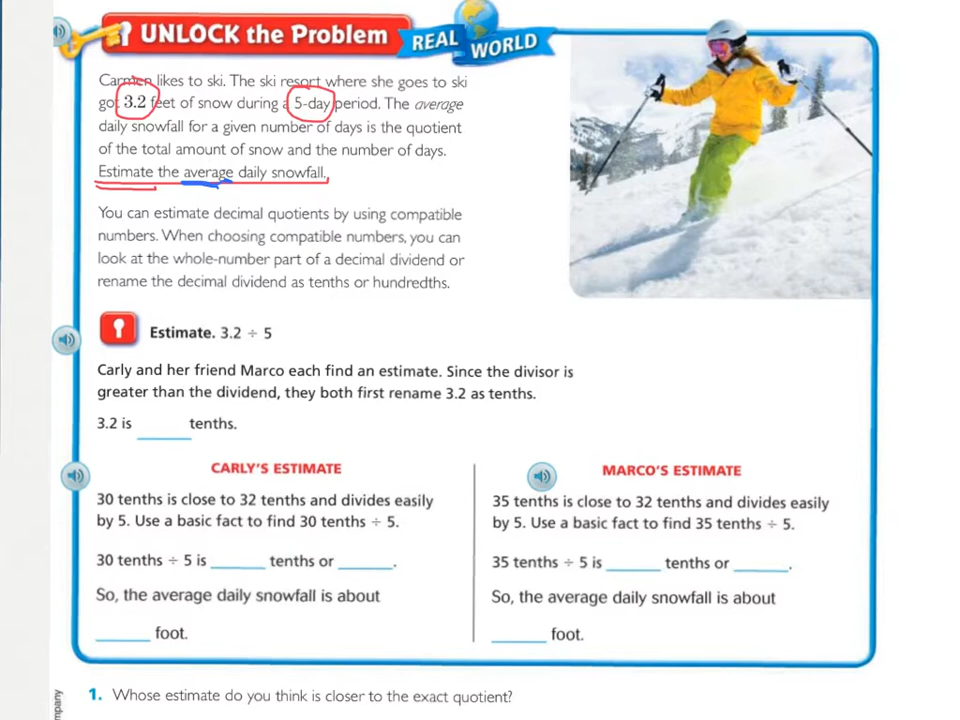 UNLOCK the Problem REAL WORLD
Carmen likes to ski. The ski resort where she goes to ski
got 3.2 feet of snow during a 5-day period. The average
daily snowfall for a given number of days is the quotient
of the total amount of snow and the number of days.
Estimate the average daily snowfall.
You can estimate decimal quotients by using compatible
numbers. When choosing compatible numbers, you can
look at the whole-number part of a decimal dividend or
rename the decimal dividend as tenths or hundredths.
Estimate. 3.2 ÷ 5
Carly and her friend Marco each find an estimate. Since the divisor is
greater than the dividend, they both first rename 3.2 as tenths.
3.2 is ______ tenths.
CARLY'S ESTIMATE
30 tenths is close to 32 tenths and divides easily
by 5. Use a basic fact to find 30 tenths ÷ 5.
30 tenths ÷ 5 is ______ tenths or ______.
So, the average daily snowfall is about
______ foot.
MARCO'S ESTIMATE
35 tenths is close to 32 tenths and divides easily
by 5. Use a basic fact to find 35 tenths ÷ 5.
35 tenths ÷ 5 is ______ tenths or ______.
So, the average daily snowfall is about
______ foot.
1. Whose estimate do you think is closer to the exact quotient?